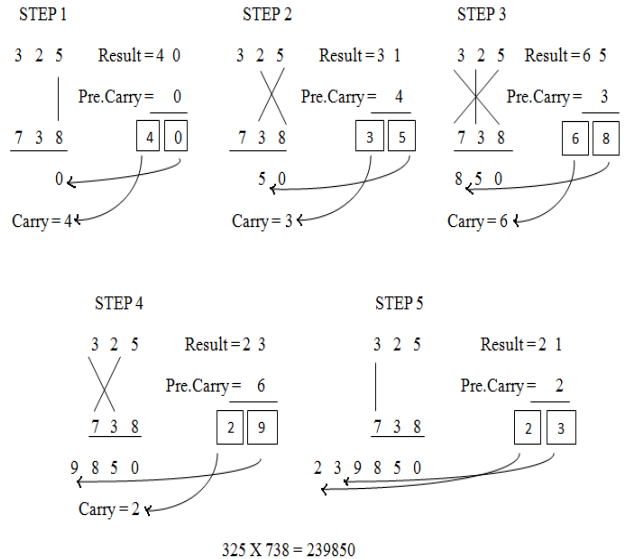 STEP 1
3 2 5 Result = 4 0
Pre.Carry = 0
7 3 8 4 0
0
Carry = 4
STEP 2
3 2 5 Result = 3 1
Pre.Carry = 4
7 3 8 3 5
5 0
Carry = 3
STEP 3
3 2 5 Result = 6 5
Pre.Carry = 3
7 3 8 6 8
8 5 0
Carry = 6
STEP 4
3 2 5 Result = 2 3
Pre.Carry = 6
7 3 8 2 9
9 8 5 0
Carry = 2
STEP 5
3 2 5 Result = 2 1
Pre.Carry = 2
7 3 8 2 3
2 3 9 8 5 0
325 X 738 = 239850